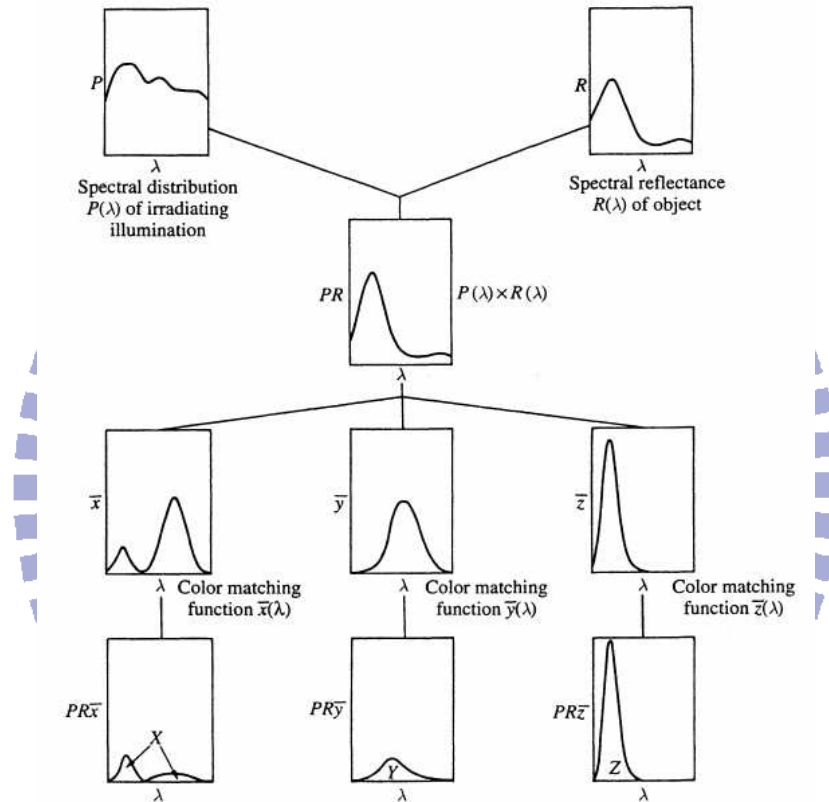 P
λ
Spectral distribution
P(λ) of irradiating
illumination
R
λ
Spectral reflectance
R(λ) of object
PR
P(λ)×R(λ)
λ
x̅
λ
Color matching
function x̅(λ)
y̅
λ
Color matching
function y̅(λ)
z̅
λ
Color matching
function z̅(λ)
PRx̅
X
λ
PRy̅
Y
λ
PRz̅
Z
λ